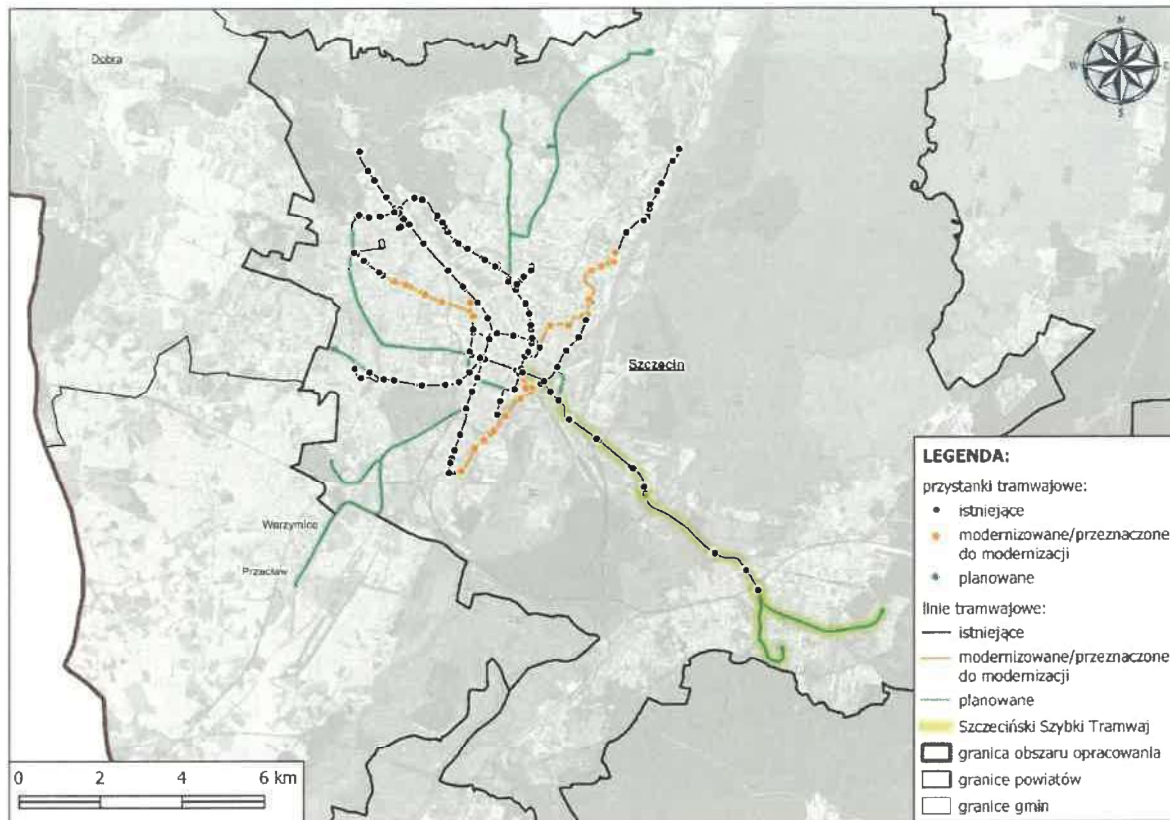 Dobra
N
W
E
S
Szczecin
Warzymice
Przecław
0 2 4 6 km
LEGENDA:
przystanki tramwajowe:
istniejące
modernizowane/przeznaczone
do modernizacji
planowane
linie tramwajowe:
istniejące
modernizowane/przeznaczone
do modernizacji
planowane
Szczeciński Szybki Tramwaj
granica obszaru opracowania
granice powiatów
granice gmin